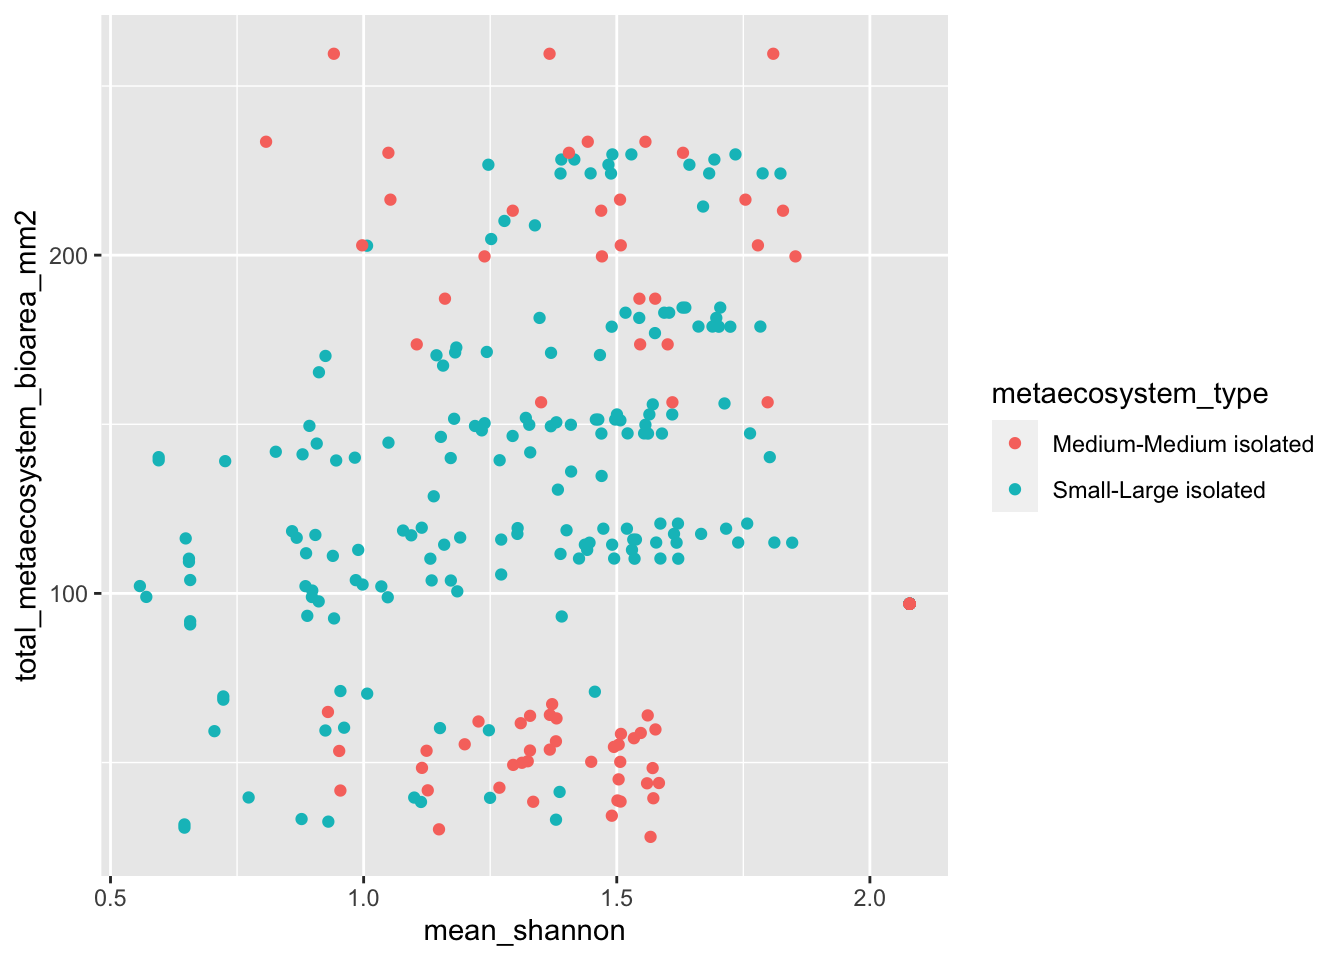 total_metaecosystem_bioarea_mm2
200
100
0.5
1.0
1.5
2.0
mean_shannon
metaecosystem_type
Medium-Medium isolated
Small-Large isolated